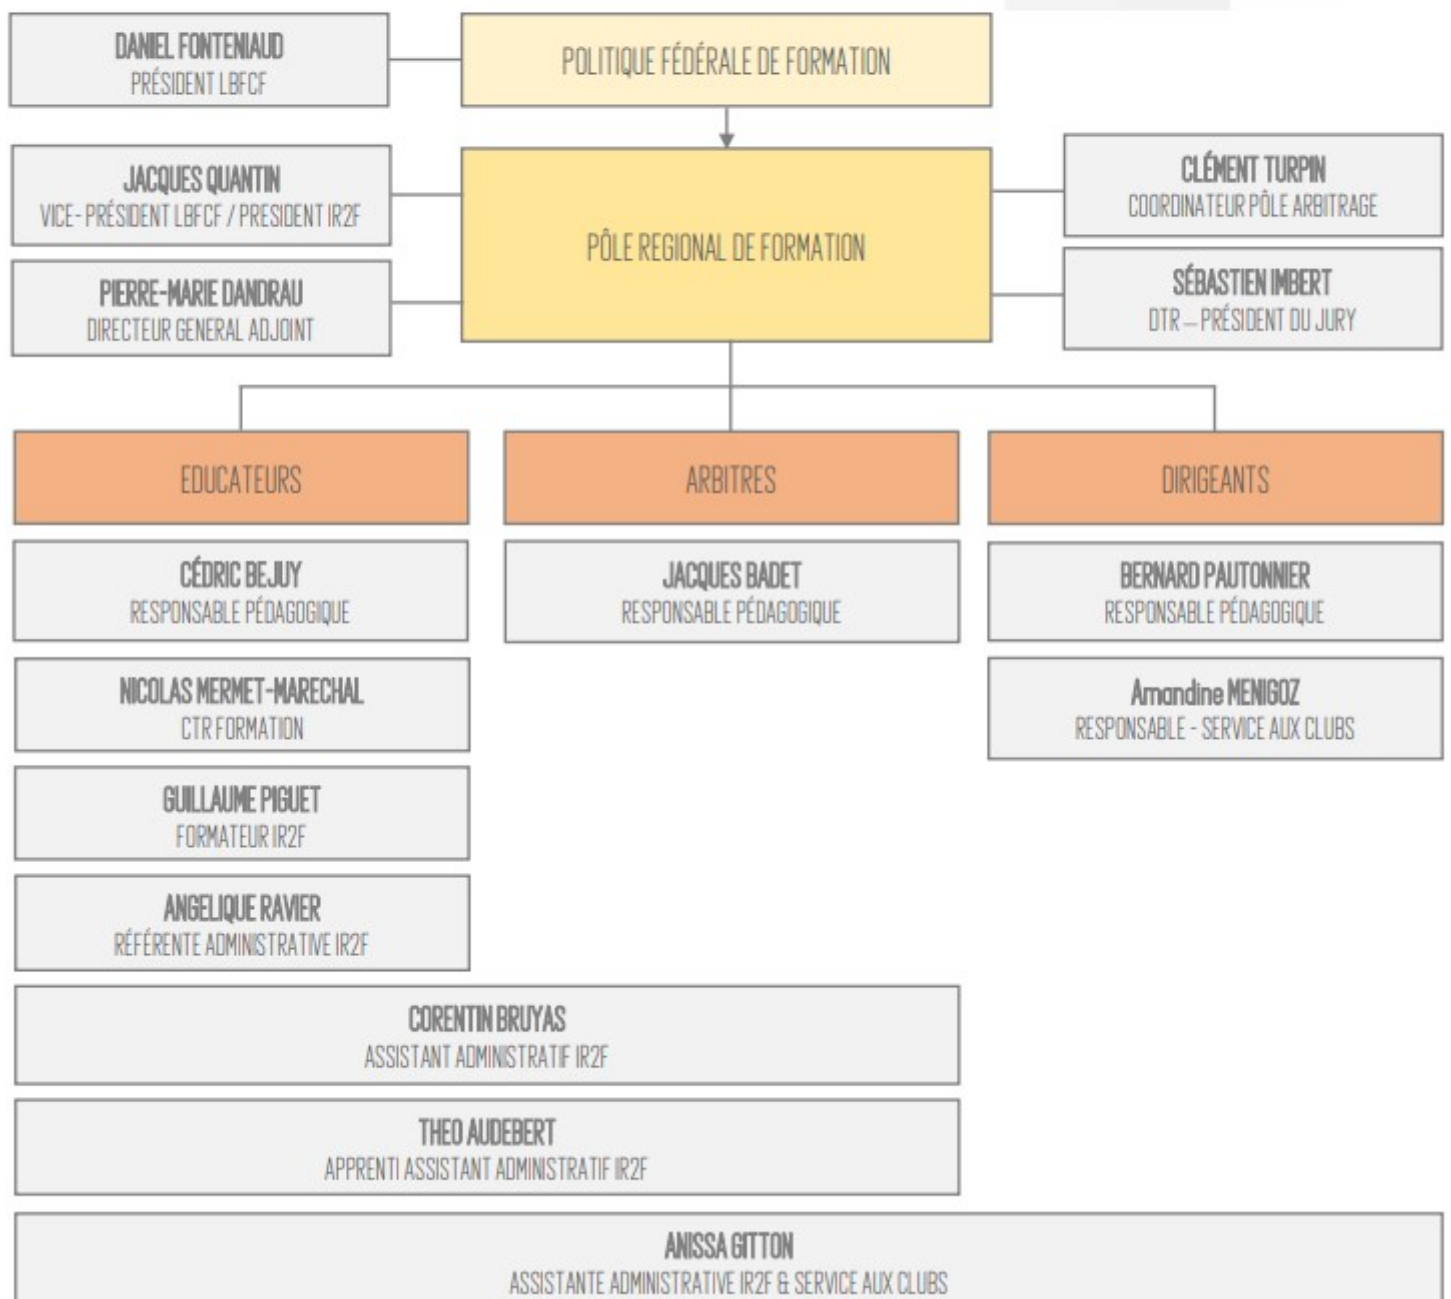 DANIEL FONTENIAUD
PRÉSIDENT LBFCF
POLITIQUE FÉDÉRALE DE FORMATION
JACQUES QUANTIN
VICE- PRÉSIDENT LBFCF / PRESIDENT IR2F
PIERRE-MARIE DANDRAU
DIRECTEUR GENERAL ADJOINT
PÔLE REGIONAL DE FORMATION
CLÉMENT TURPIN
COORDINATEUR PÔLE ARBITRAGE
SÉBASTIEN IMBERT
DTR – PRÉSIDENT DU JURY
EDUCATEURS
ARBITRES
DIRIGEANTS
CÉDRIC BEJUY
RESPONSABLE PÉDAGOGIQUE
JACQUES BADET
RESPONSABLE PÉDAGOGIQUE
BERNARD PAUTONNIER
RESPONSABLE PÉDAGOGIQUE
NICOLAS MERMET-MARECHAL
CTR FORMATION
Amandine MENIGOZ
RESPONSABLE - SERVICE AUX CLUBS
GUILLAUME PIGUET
FORMATEUR IR2F
ANGELIQUE RAVIER
RÉFÉRENTE ADMINISTRATIVE IR2F
CORENTIN BRUYAS
ASSISTANT ADMINISTRATIF IR2F
THEO AUDEBERT
APPRENTI ASSISTANT ADMINISTRATIF IR2F
ANISSA GITTON
ASSISTANTE ADMINISTRATIVE IR2F & SERVICE AUX CLUBS